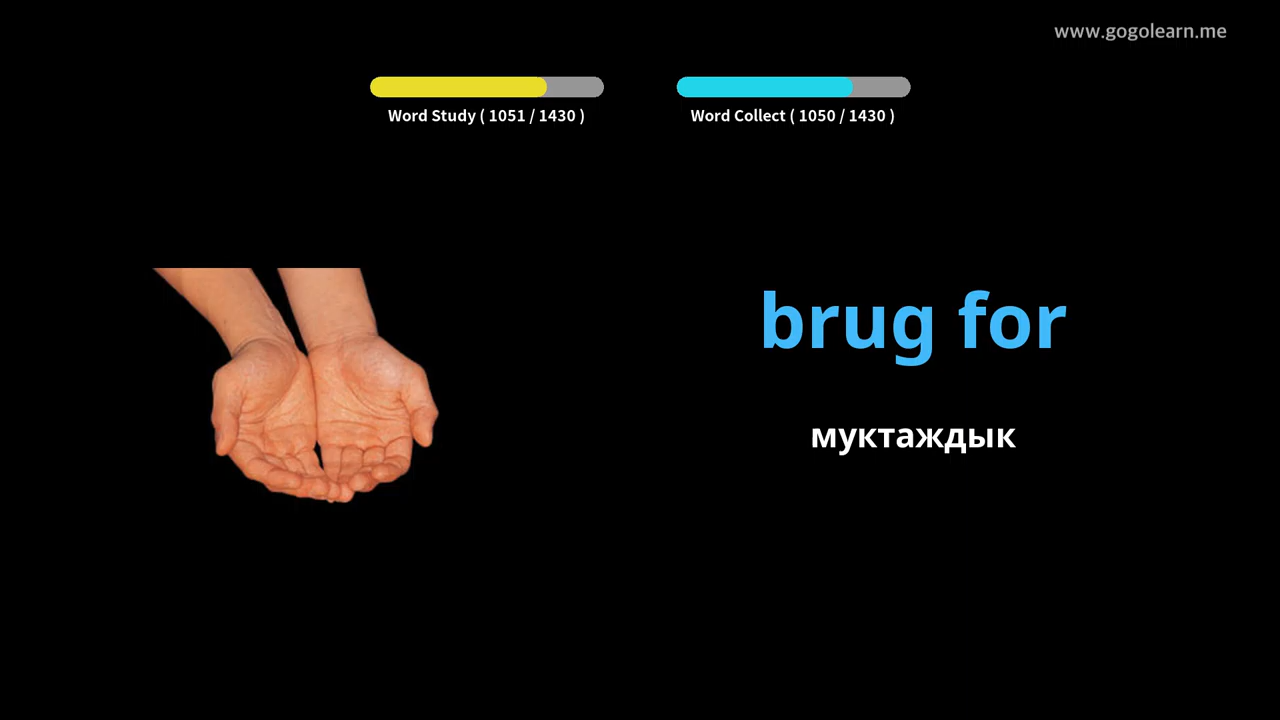 www.gogolearn.me
Word Study ( 1051 / 1430 )
Word Collect ( 1050 / 1430 )
brug for
муктаждык